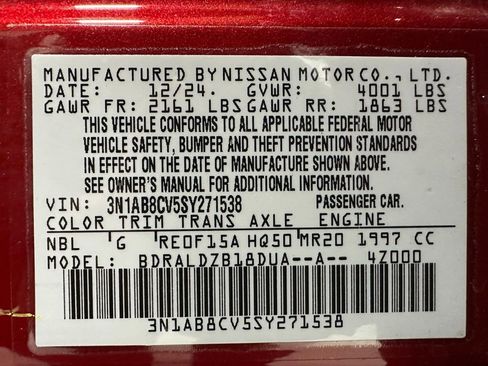 MANUFACTURED BY NISSAN MOTOR CO., LTD.
DATE: 12/24. GVWR: 4001 LBS
GAWR FR: 2161 LBS GAWR RR: 1863 LBS
THIS VEHICLE CONFORMS TO ALL APPLICABLE FEDERAL MOTOR
VEHICLE SAFETY, BUMPER AND THEFT PREVENTION STANDARDS
IN EFFECT ON THE DATE OF MANUFACTURE SHOWN ABOVE.
SEE OWNER'S MANUAL FOR ADDITIONAL INFORMATION.
VIN: 3N1AB8CV5SY271538 PASSENGER CAR.
COLOR TRIM TRANS AXLE ENGINE
NBL G RE0F15A HQ50 MR20 1997 CC
MODEL: BDRALDZB18DUA--A-- 4Z000
3N1AB8CV5SY271538